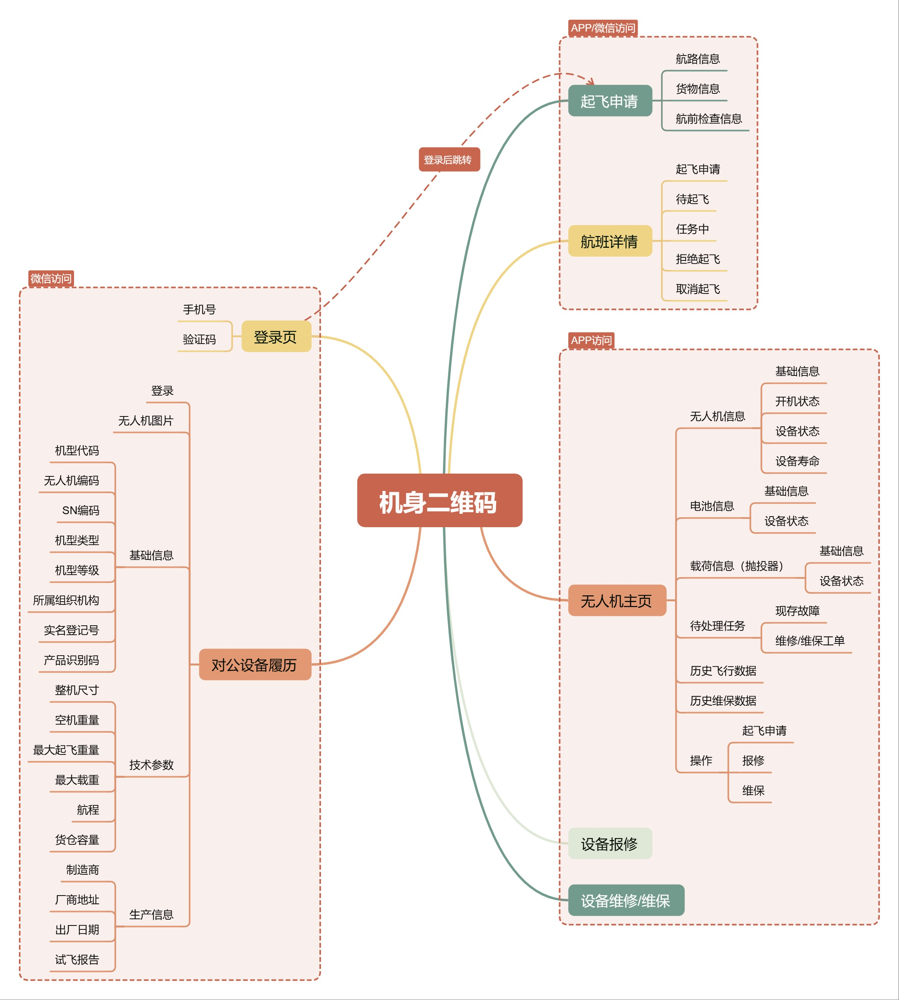 APP/微信访问
起飞申请
航路信息
货物信息
航前检查信息
登录后跳转
航班详情
起飞申请
待起飞
任务中
拒绝起飞
取消起飞
微信访问
登录页
手机号
验证码
对公设备履历
登录
无人机图片
基础信息
机型代码
无人机编码
SN编码
机型类型
机型等级
所属组织机构
实名登记号
产品识别码
技术参数
整机尺寸
空机重量
最大起飞重量
最大载重
航程
货仓容量
生产信息
制造商
厂商地址
出厂日期
试飞报告
机身二维码
APP访问
无人机主页
无人机信息
基础信息
开机状态
设备状态
设备寿命
电池信息
基础信息
设备状态
载荷信息（抛投器）
基础信息
设备状态
待处理任务
现存故障
维修/维保工单
历史飞行数据
历史维保数据
操作
起飞申请
报修
维保
设备报修
设备维修/维保